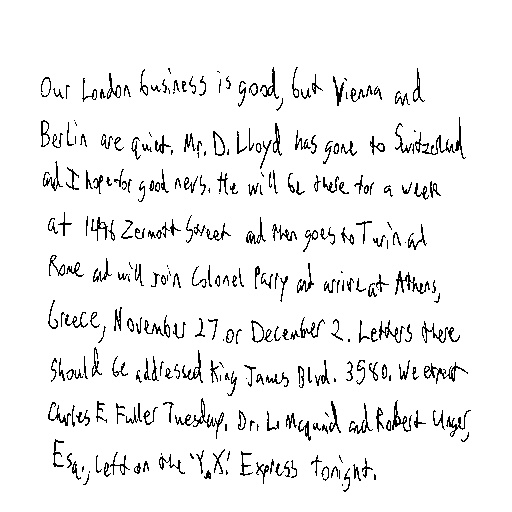 Our London business is good, but Vienna and
Berlin are quiet. Mr. D. Lloyd has gone to Switzerland
and I hope for good news. He will be there for a week
at 1496 Zermott Street and then goes to Turin and
Rome and will join Colonel Parry and arrive at Athens,
Greece, November 27 or December 2. Letters there
should be addressed King James Blvd. 3580. We expect
Charles E. Fuller Tuesday. Dr. L. McQuaid and Robert Unger,
Esq., left on the 'Y.X.' Express tonight.